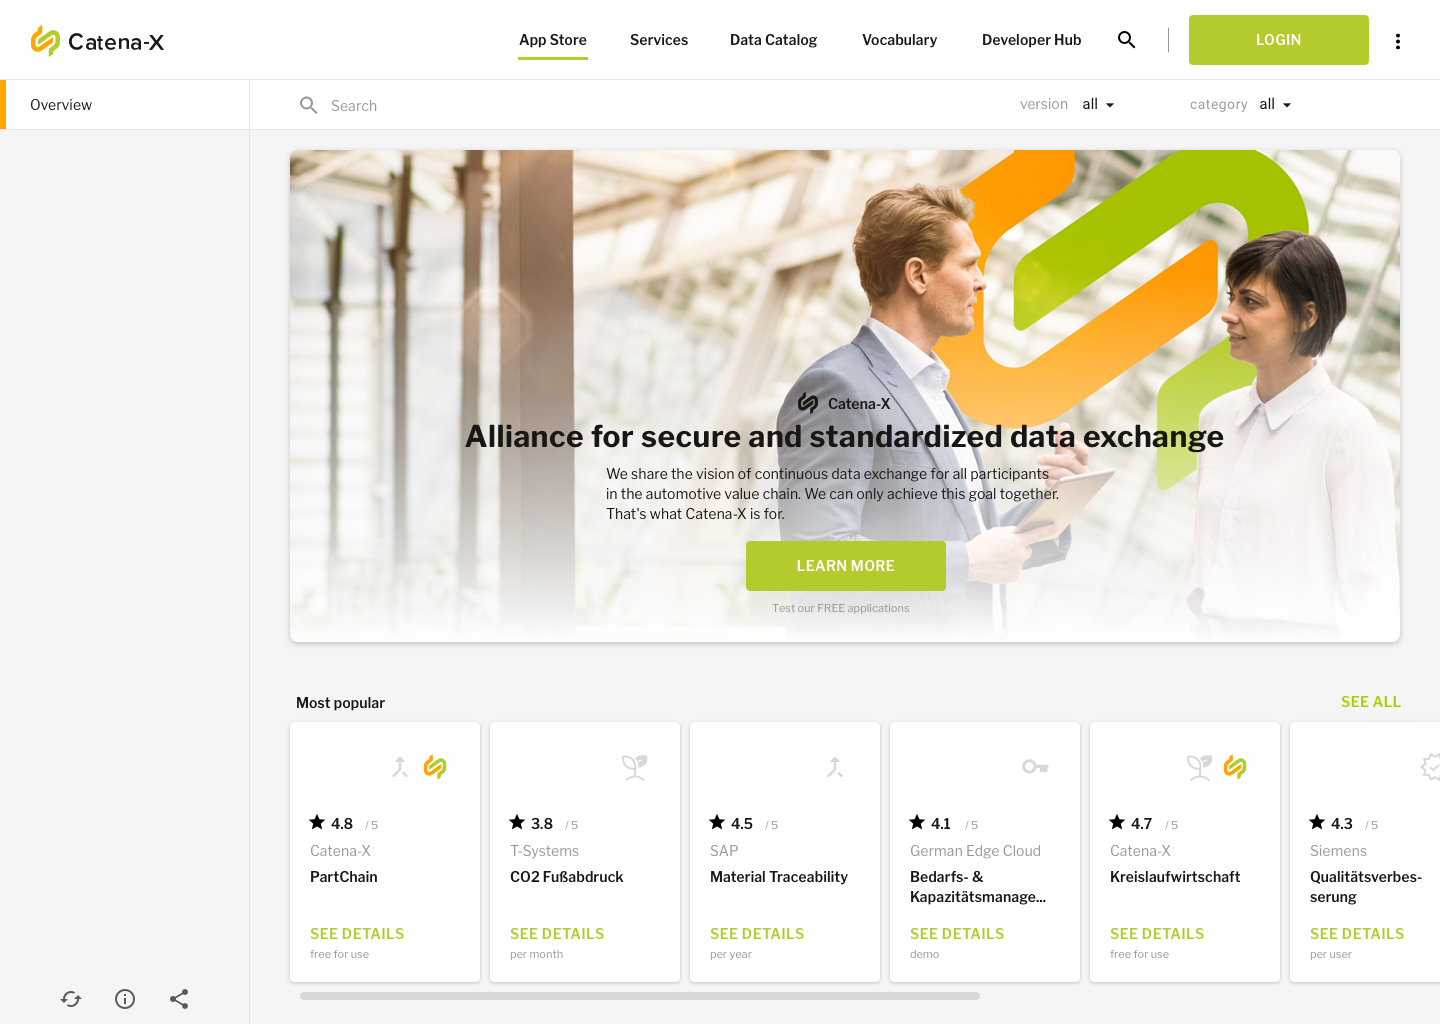 Catena-X
App Store Services Data Catalog Vocabulary Developer Hub LOGIN
Overview
Search version all category all
Catena-X
Alliance for secure and standardized data exchange
We share the vision of continuous data exchange for all participants
in the automotive value chain. We can only achieve this goal together.
That's what Catena-X is for.
LEARN MORE
Test our FREE applications
Most popular SEE ALL
4.8 / 5
Catena-X
PartChain
SEE DETAILS
free for use
3.8 / 5
T-Systems
CO2 Fußabdruck
SEE DETAILS
per month
4.5 / 5
SAP
Material Traceability
SEE DETAILS
per year
4.1 / 5
German Edge Cloud
Bedarfs- &
Kapazitätsmanage...
SEE DETAILS
demo
4.7 / 5
Catena-X
Kreislaufwirtschaft
SEE DETAILS
free for use
4.3 / 5
Siemens
Qualitätsverbes-
serung
SEE DETAILS
per user